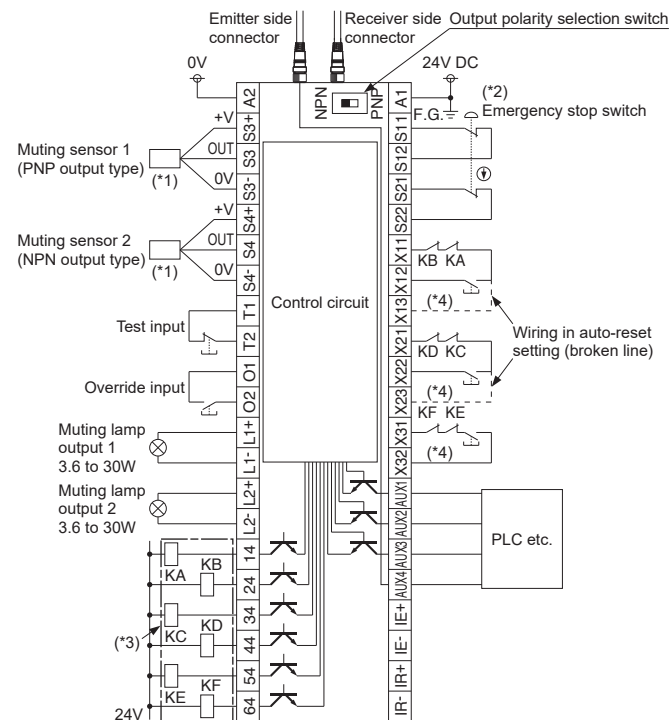 Emitter side connector
Receiver side connector
Output polarity selection switch
0V
24V DC
NPN
PNP
F.G.
(*2)
Emergency stop switch
A2
S3+
S3
S3-
S4+
S4
S4-
T1
T2
O1
O2
L1+
L1-
L2+
L2-
14
24
34
44
54
64
A1
S11
S12
S21
S22
X11
X12
X13
X21
X22
X23
X31
X32
AUX1
AUX2
AUX3
AUX4
IE+
IE-
IR+
IR-
+V
OUT
0V
Muting sensor 1
(PNP output type)
(*1)
+V
OUT
0V
Muting sensor 2
(NPN output type)
(*1)
Control circuit
Test input
Override input
Muting lamp
output 1
3.6 to 30W
Muting lamp
output 2
3.6 to 30W
KB KA
(*4)
KD KC
(*4)
KF KE
(*4)
Wiring in auto-reset
setting (broken line)
PLC etc.
KA
KB
KC
KD
KE
KF
(*3)
24V